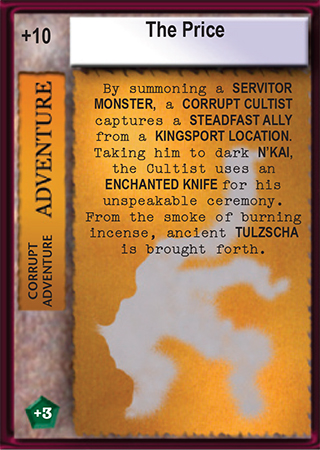 +10
The Price
CORRUPT
ADVENTURE
ADVENTURE
By summoning a SERVITOR
MONSTER, a CORRUPT CULTIST
captures a STEADFAST ALLY
from a KINGSPORT LOCATION.
Taking him to dark N'KAI,
the Cultist uses an
ENCHANTED KNIFE for his
unspeakable ceremony.
From the smoke of burning
incense, ancient TULZSCHA
is brought forth.
+3